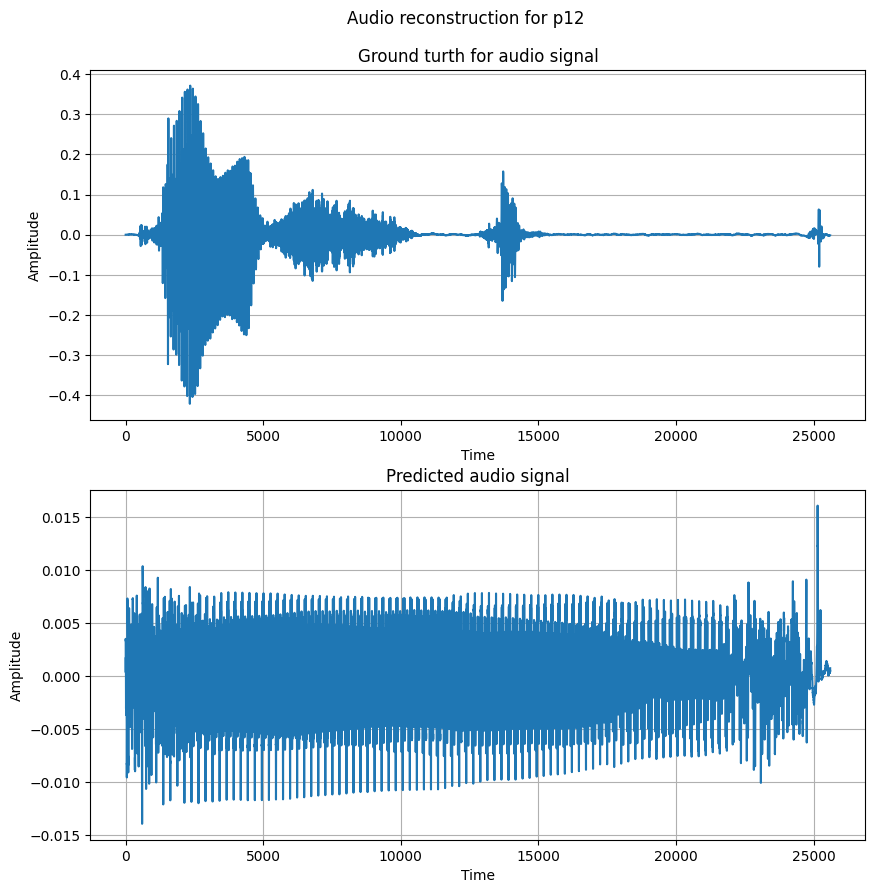 Audio reconstruction for p12
Ground turth for audio signal
0.4
0.3
0.2
0.1
0.0
−0.1
−0.2
−0.3
−0.4
Amplitude
0 5000 10000 15000 20000 25000
Time
Predicted audio signal
0.015
0.010
0.005
0.000
−0.005
−0.010
−0.015
Amplitude
0 5000 10000 15000 20000 25000
Time